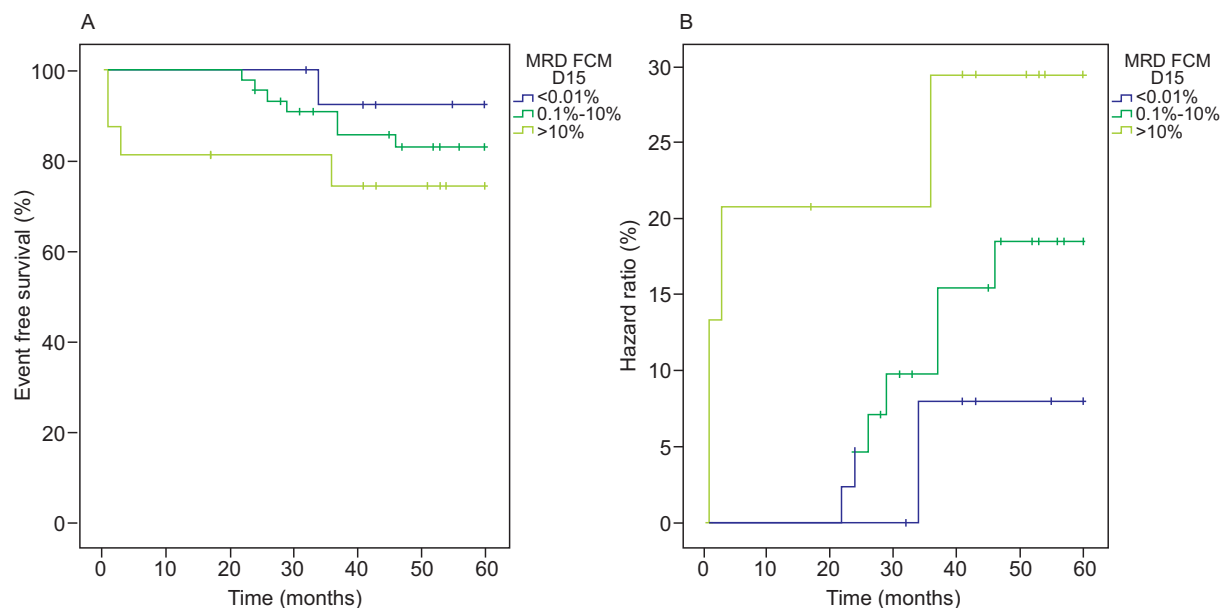 A
100
80
60
40
20
0
Event free survival (%)
0 10 20 30 40 50 60
Time (months)
MRD FCM
D15
<0.01%
0.1%-10%
>10%
B
30
25
20
15
10
5
0
Hazard ratio (%)
0 10 20 30 40 50 60
Time (months)
MRD FCM
D15
<0.01%
0.1%-10%
>10%